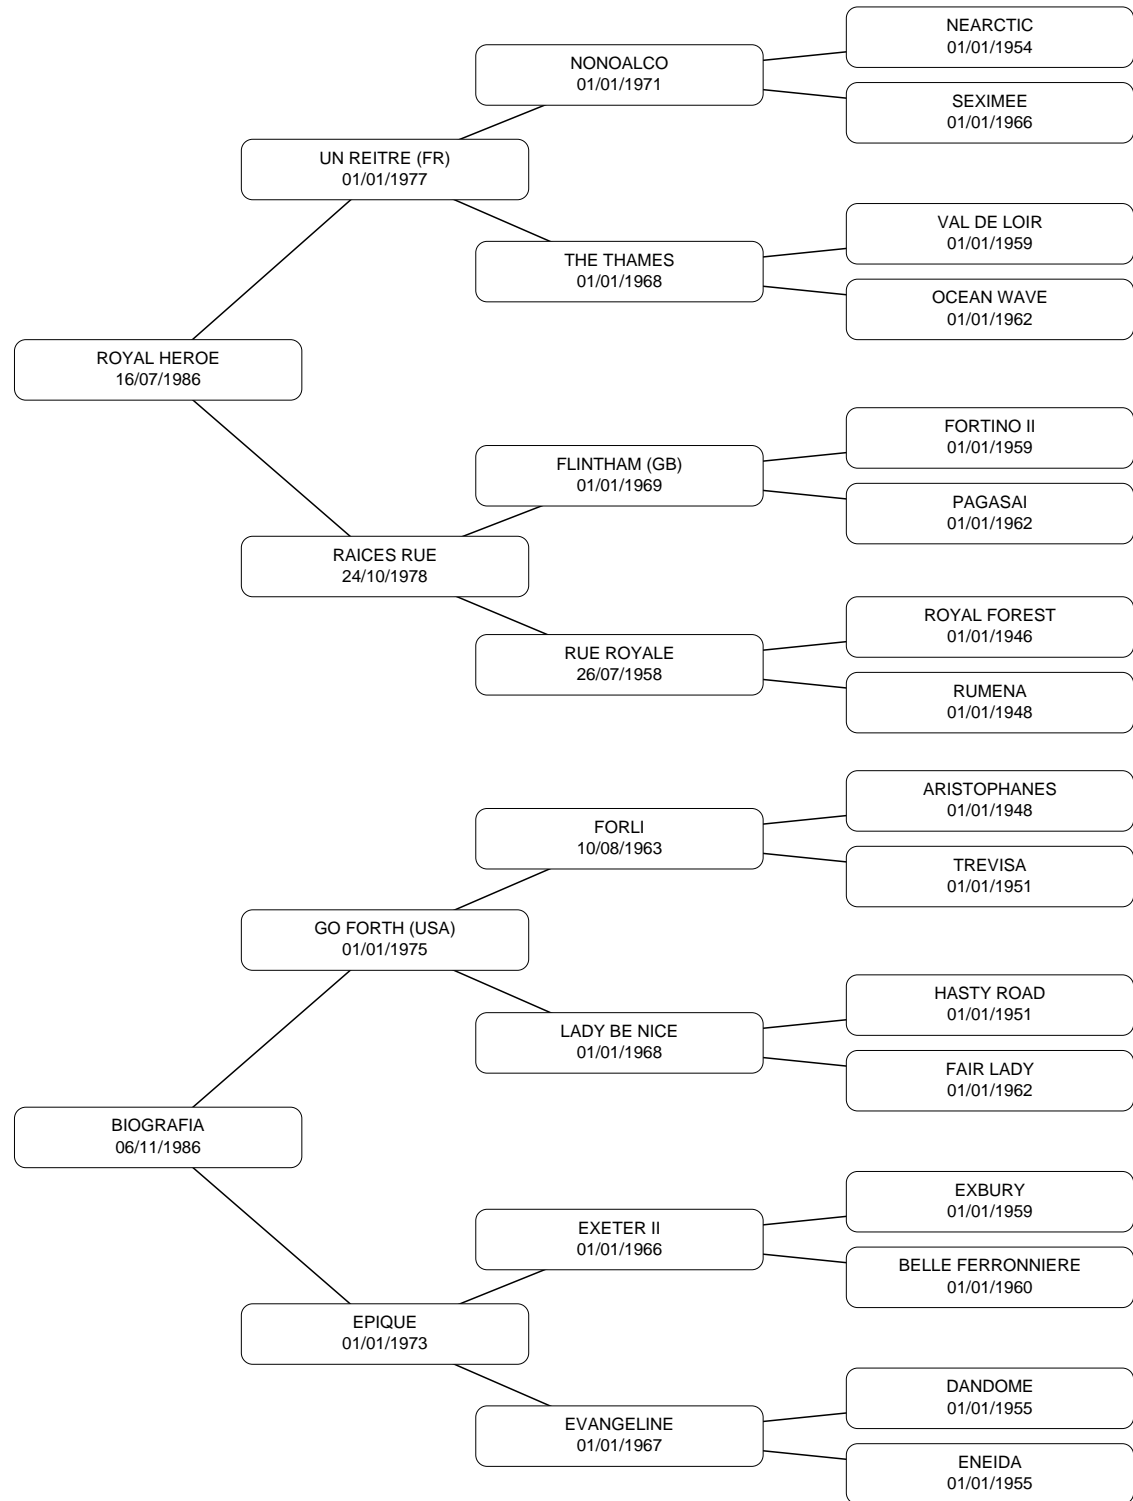 NEARCTIC
01/01/1954
NONOALCO
01/01/1971
SEXIMEE
01/01/1966
UN REITRE (FR)
01/01/1977
VAL DE LOIR
01/01/1959
THE THAMES
01/01/1968
OCEAN WAVE
01/01/1962
ROYAL HEROE
16/07/1986
FORTINO II
01/01/1959
FLINTHAM (GB)
01/01/1969
PAGASAI
01/01/1962
RAICES RUE
24/10/1978
ROYAL FOREST
01/01/1946
RUE ROYALE
26/07/1958
RUMENA
01/01/1948
ARISTOPHANES
01/01/1948
FORLI
10/08/1963
TREVISA
01/01/1951
GO FORTH (USA)
01/01/1975
HASTY ROAD
01/01/1951
LADY BE NICE
01/01/1968
FAIR LADY
01/01/1962
BIOGRAFIA
06/11/1986
EXBURY
01/01/1959
EXETER II
01/01/1966
BELLE FERRONNIERE
01/01/1960
EPIQUE
01/01/1973
DANDOME
01/01/1955
EVANGELINE
01/01/1967
ENEIDA
01/01/1955